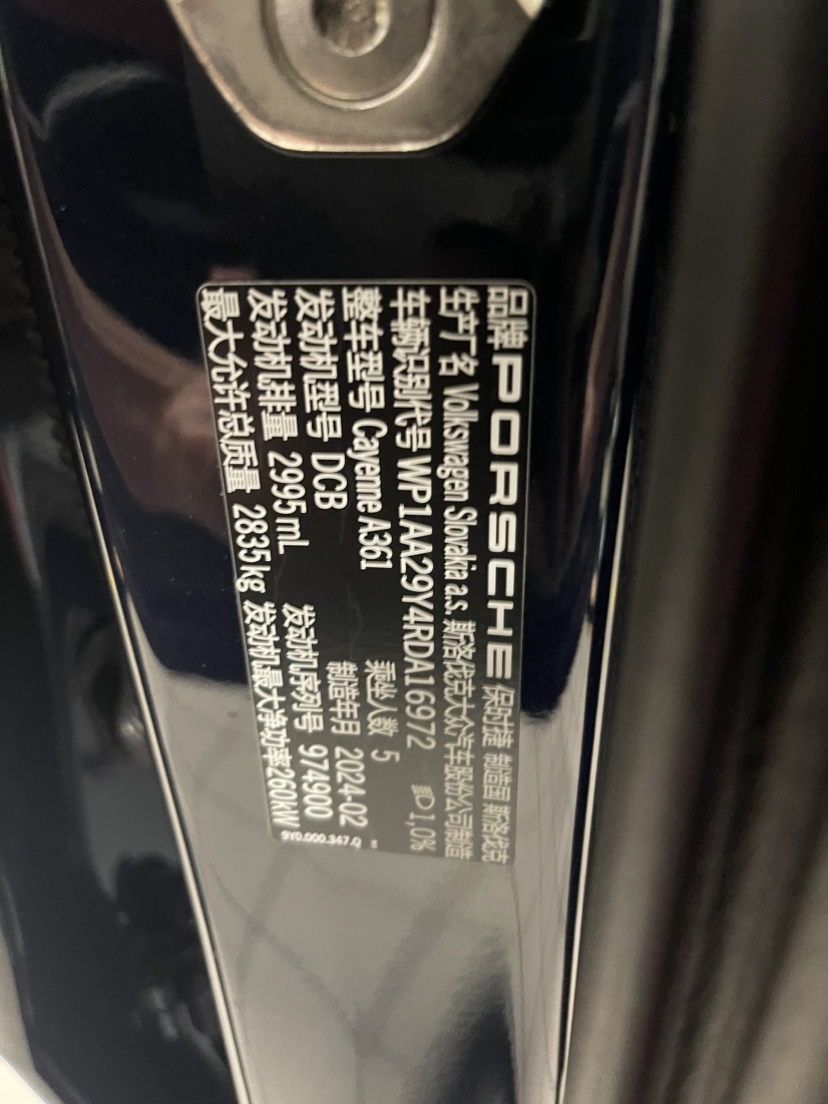 品牌 PORSCHE 保时捷 制造国 斯洛伐克
生产厂名 Volkswagen Slovakia a.s. 斯洛伐克大众汽车股份公司制造
车辆识别代号 WP1AA29Y4RDA16972 1,0%
整车型号 Cayenne A361 乘坐人数 5
发动机型号 DCB 制造年月 2024-02
发动机排量 2995mL 发动机序列号 974900
最大允许总质量 2835kg 发动机最大净功率260kW
9Y0.000.347.Q